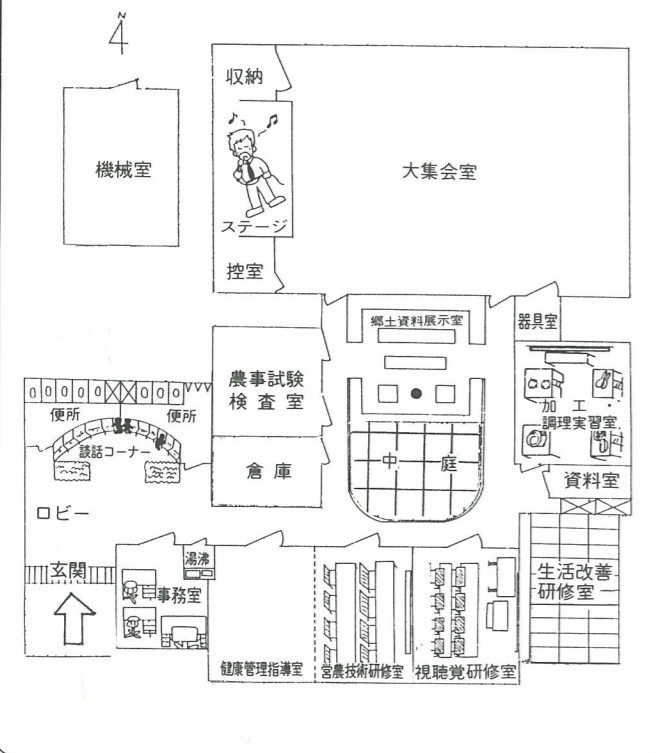 N
収納
機械室
大集会室
ステージ
控室
郷土資料展示室
器具室
農事試験
検査室
加工・
調理実習室
便所
便所
談話コーナー
倉庫
中庭
資料室
ロビー
湯沸
玄関
事務室
生活改善
研修室
健康管理指導室
営農技術研修室
視聴覚研修室